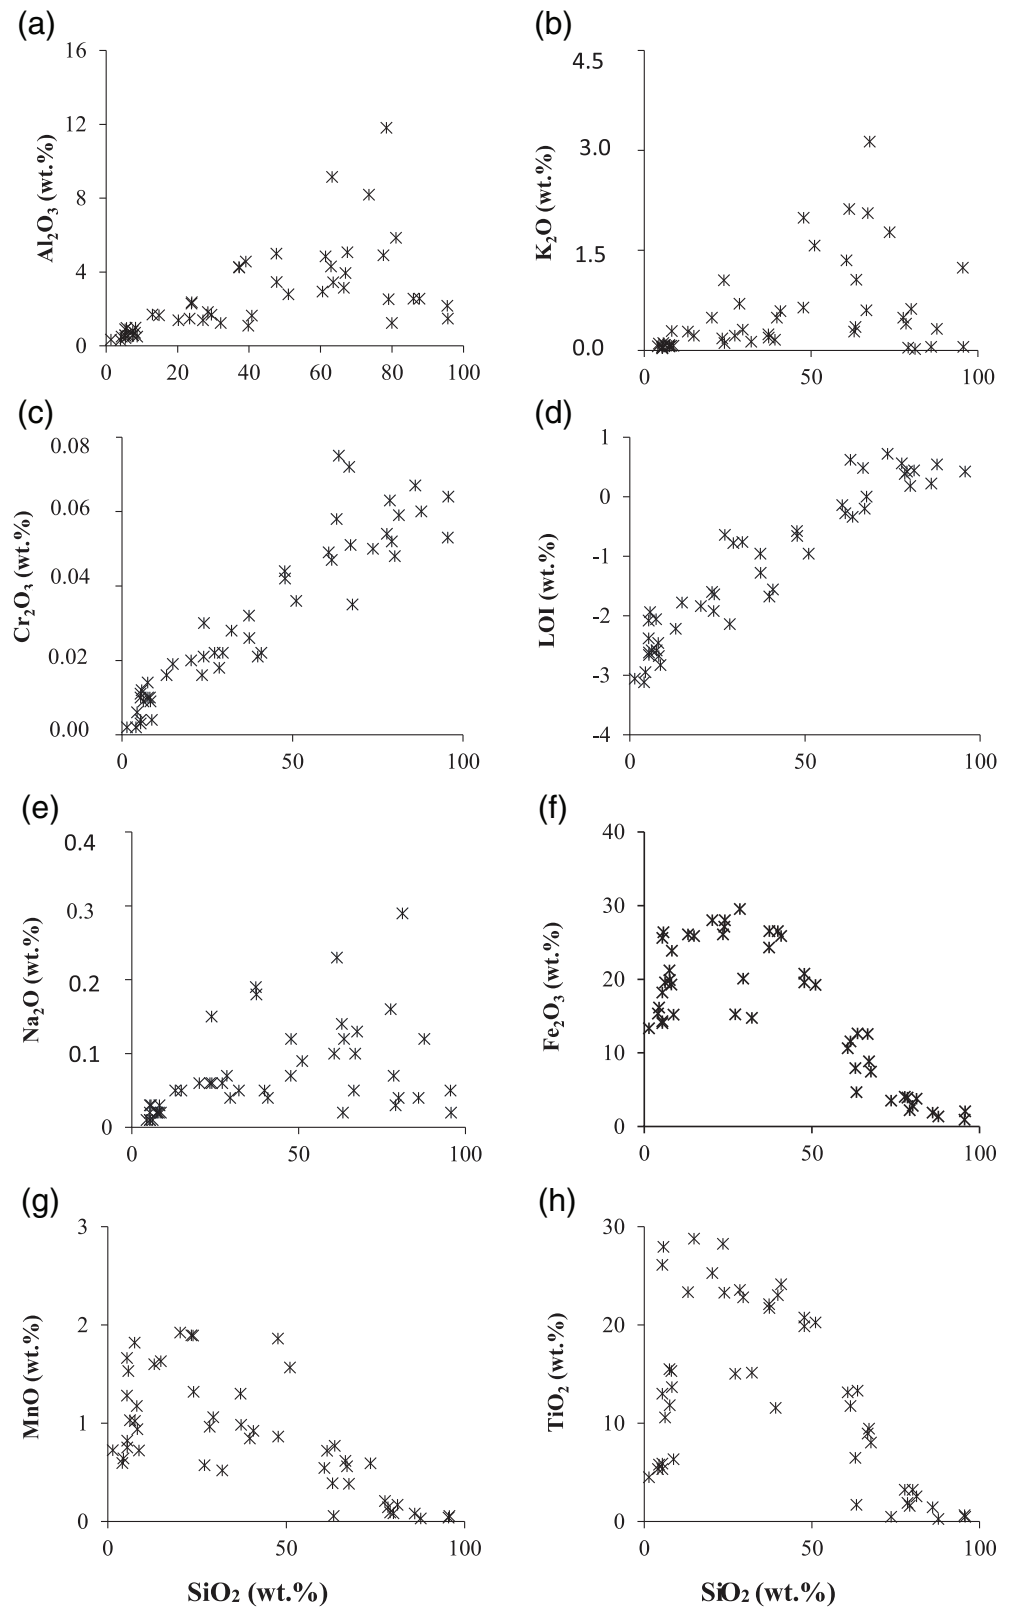 (a)
16
12
8
4
0
Al₂O₃ (wt.%)
0 20 40 60 80 100
(b)
4.5
3.0
1.5
0.0
K₂O (wt.%)
0 50 100
(c)
0.08
0.06
0.04
0.02
0.00
Cr₂O₃ (wt.%)
0 50 100
(d)
1
0
-1
-2
-3
-4
LOI (wt.%)
0 50 100
(e)
0.4
0.3
0.2
0.1
0
Na₂O (wt.%)
0 50 100
(f)
40
30
20
10
0
Fe₂O₃ (wt.%)
0 50 100
(g)
3
2
1
0
MnO (wt.%)
0 50 100
SiO₂ (wt.%)
(h)
30
20
10
0
TiO₂ (wt.%)
0 50 100
SiO₂ (wt.%)